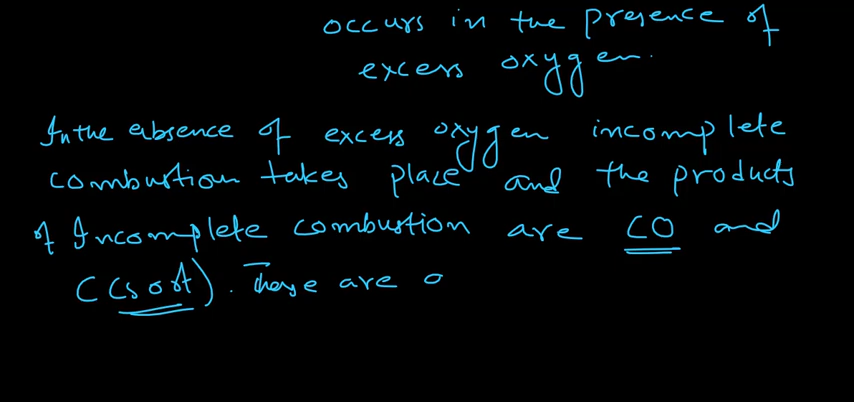 occurs in the presence of
excess oxygen.
In the absence of excess oxygen incomplete
combustion takes place and the products
of Incomplete combustion are CO and
C (soot). These are o